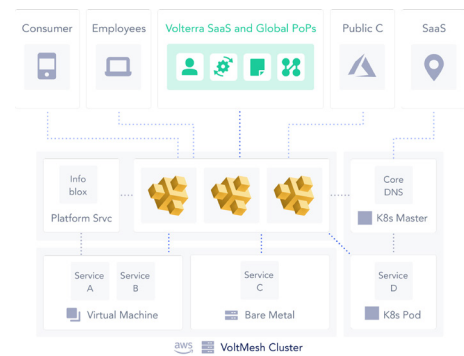 Consumer
Employees
Volterra SaaS and Global PoPs
Public C
SaaS
Info
blox
Platform Srvc
Core
DNS
K8s Master
Service
A
Service
B
Virtual Machine
Service
C
Bare Metal
Service
D
K8s Pod
aws VoltMesh Cluster